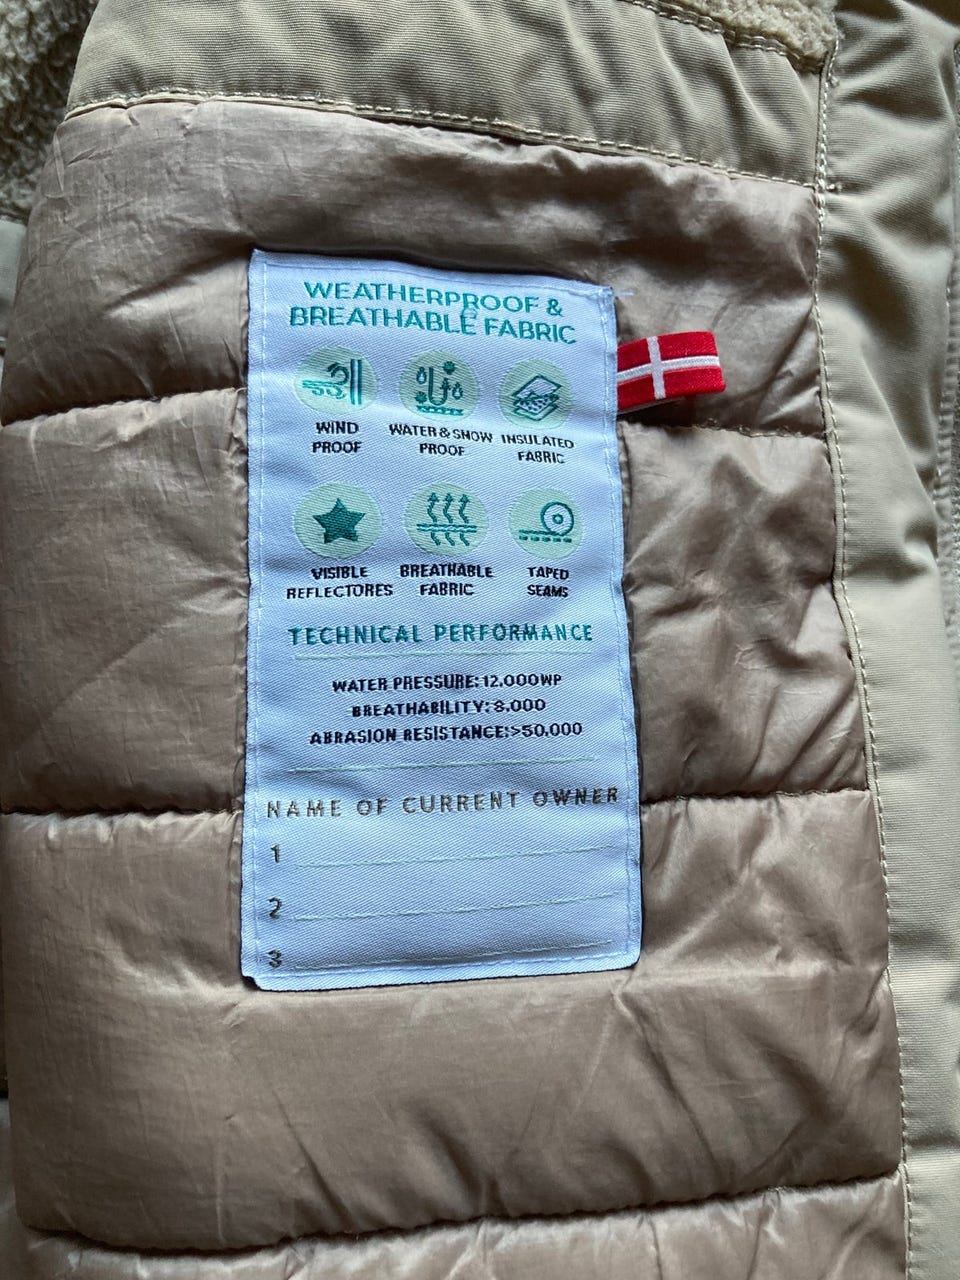 WEATHERPROOF &
BREATHABLE FABRIC
WIND
PROOF
WATER & SNOW
PROOF
INSULATED
FABRIC
VISIBLE
REFLECTORES
BREATHABLE
FABRIC
TAPED
SEAMS
TECHNICAL PERFORMANCE
WATER PRESSURE: 12.000WP
BREATHABILITY: 8.000
ABRASION RESISTANCE: >50.000
NAME OF CURRENT OWNER
1
2
3